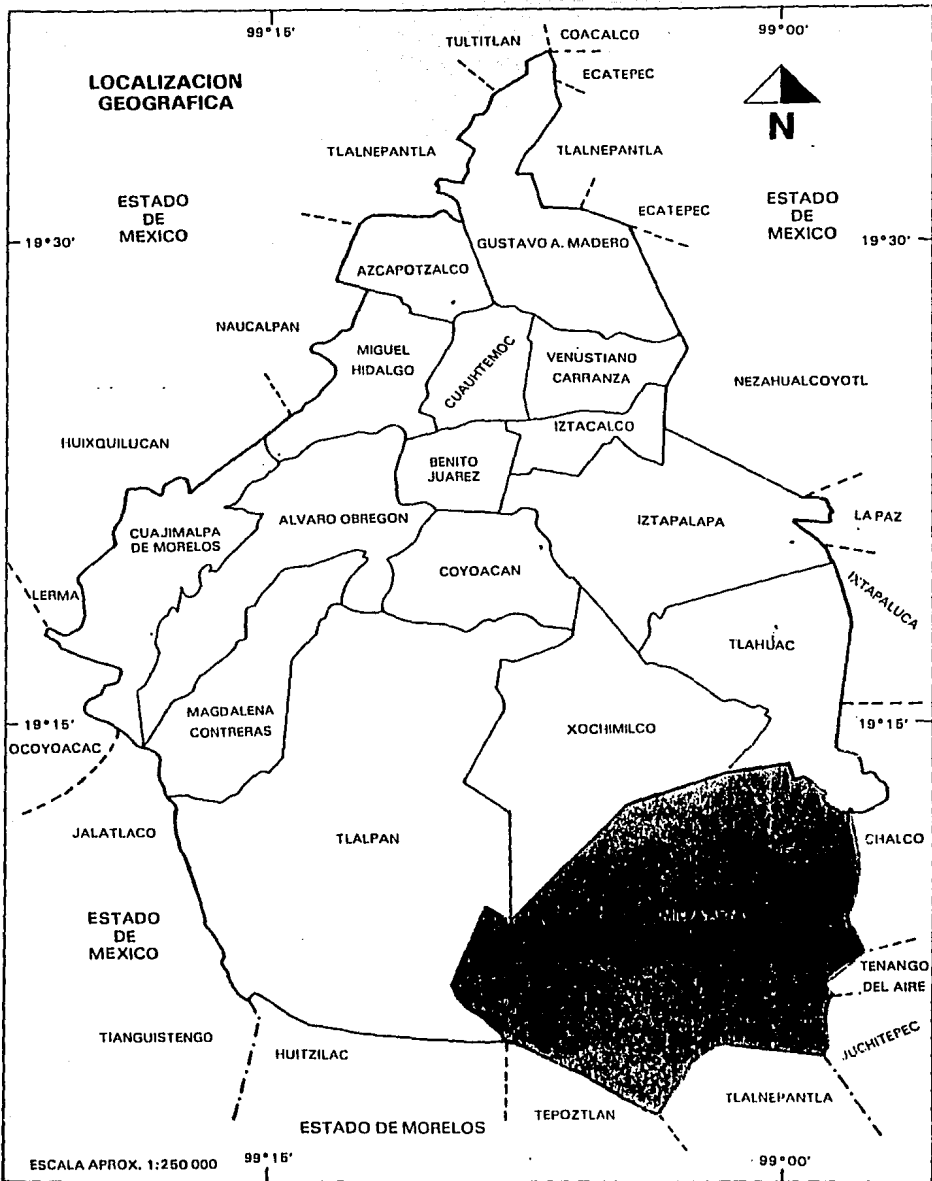 99°15'
99°00'
TULTITLAN
COACALCO
ECATEPEC
LOCALIZACION
GEOGRAFICA
N
TLALNEPANTLA
TLALNEPANTLA
ESTADO
DE
MEXICO
ECATEPEC
ESTADO
DE
MEXICO
19°30'
19°30'
GUSTAVO A. MADERO
AZCAPOTZALCO
NAUCALPAN
MIGUEL
HIDALGO
CUAUHTEMOC
VENUSTIANO
CARRANZA
NEZAHUALCOYOTL
HUIXQUILUCAN
IZTACALCO
BENITO
JUAREZ
CUAJIMALPA
DE MORELOS
ALVARO OBREGON
IZTAPALAPA
LA PAZ
COYOACAN
LERMA
IXTAPALUCA
TLAHUAC
MAGDALENA
CONTRERAS
XOCHIMILCO
19°15'
19°15'
OCOYOACAC
JALATLACO
TLALPAN
CHALCO
MILPA ALTA
ESTADO
DE
MEXICO
TENANGO
DEL AIRE
TIANGUISTENGO
HUITZILAC
JUCHITEPEC
TEPOZTLAN
TLALNEPANTLA
ESTADO DE MORELOS
ESCALA APROX. 1:250 000
99°15'
99°00'